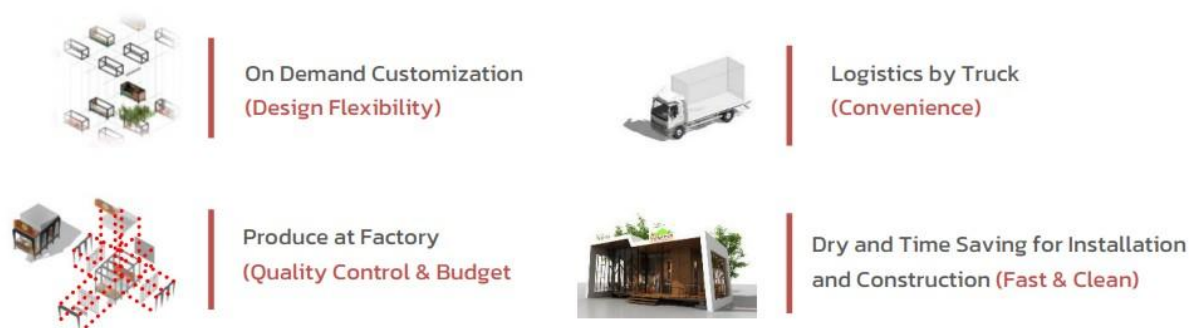 On Demand Customization
(Design Flexibility)
Logistics by Truck
(Convenience)
Produce at Factory
(Quality Control & Budget
Dry and Time Saving for Installation
and Construction (Fast & Clean)